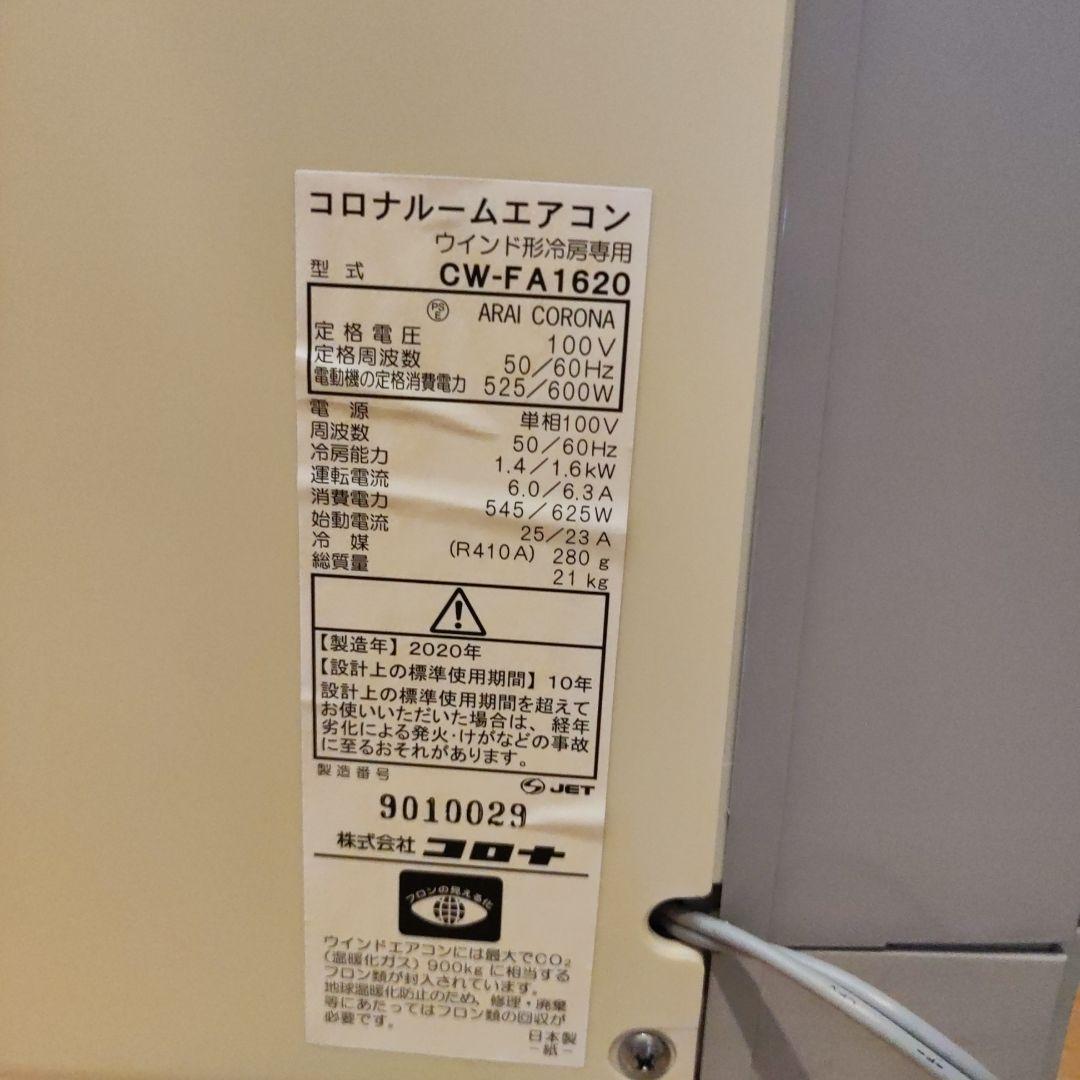 コロナルームエアコン
ウインド形冷房専用
型式 CW-FA1620
PS E ARAI CORONA
定格電圧 100V
定格周波数 50/60Hz
電動機の定格消費電力 525/600W
電源 単相100V
周波数 50/60Hz
冷房能力 1.4/1.6kW
運転電流 6.0/6.3A
消費電力 545/625W
始動電流 25/23A
冷媒 (R410A) 280g
総質量 21kg
【製造年】2020年
【設計上の標準使用期間】10年
設計上の標準使用期間を超えて
お使いいただいた場合は、経年
劣化による発火・けがなどの事故
に至るおそれがあります。
製造番号
JET
9010029
株式会社 コロナ
フロンの見える化
ウインドエアコンには最大でCO₂
(温暖化ガス) 900kgに相当する
フロン類が封入されています。
地球温暖化防止のため、修理・廃棄
等にあたってはフロン類の回収が
必要です。
日本製
-紙-